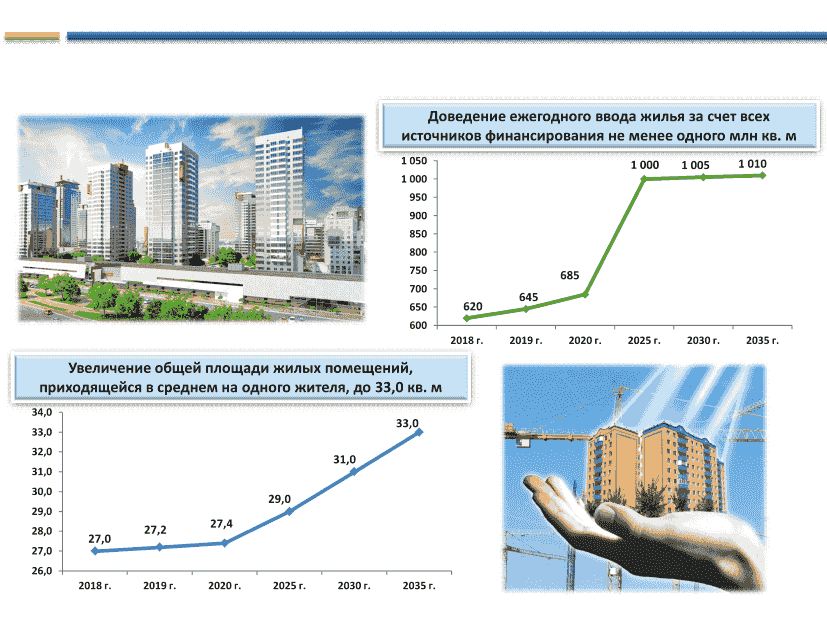 Доведение ежегодного ввода жилья за счет всех
источников финансирования не менее одного млн кв. м
1 050
1 000
950
900
850
800
750
700
650
600
620
645
685
1 000
1 005
1 010
2018 г.
2019 г.
2020 г.
2025 г.
2030 г.
2035 г.
Увеличение общей площади жилых помещений,
приходящейся в среднем на одного жителя, до 33,0 кв. м
34,0
33,0
32,0
31,0
30,0
29,0
28,0
27,0
26,0
27,0
27,2
27,4
29,0
31,0
33,0
2018 г.
2019 г.
2020 г.
2025 г.
2030 г.
2035 г.